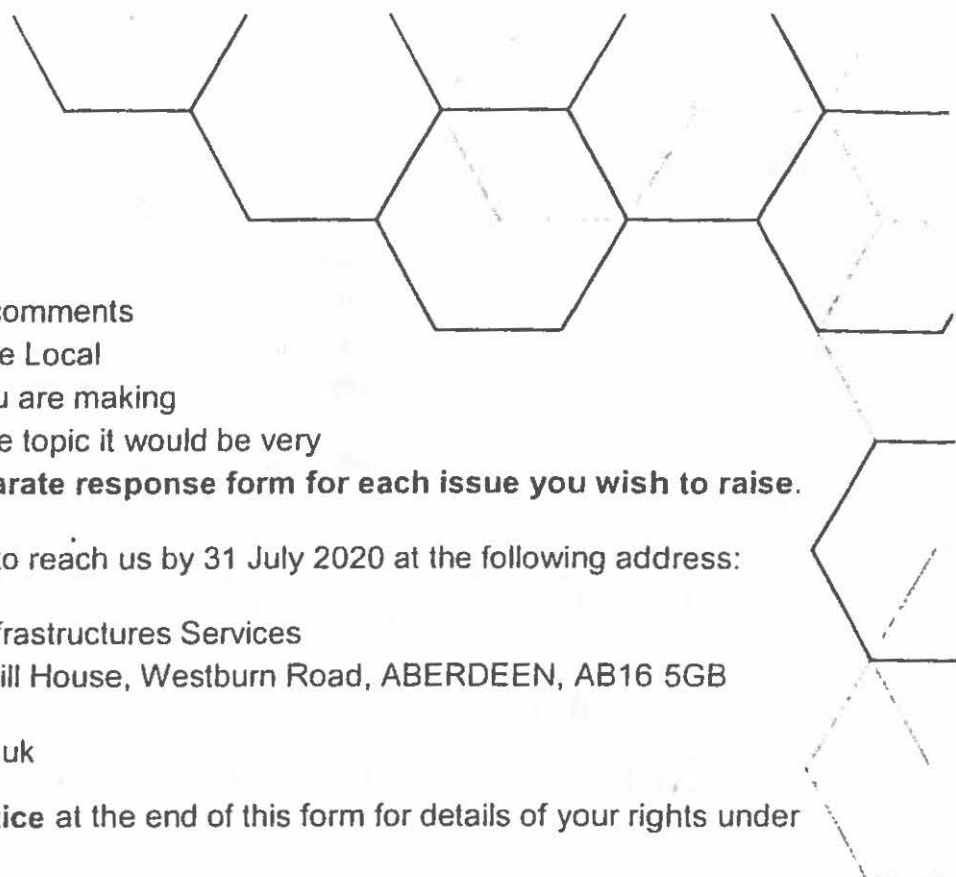 comments
e Local
u are making
e topic it would be very
arate response form for each issue you wish to raise.
to reach us by 31 July 2020 at the following address:
frastructures Services
ill House, Westburn Road, ABERDEEN, AB16 5GB
uk
tice at the end of this form for details of your rights under